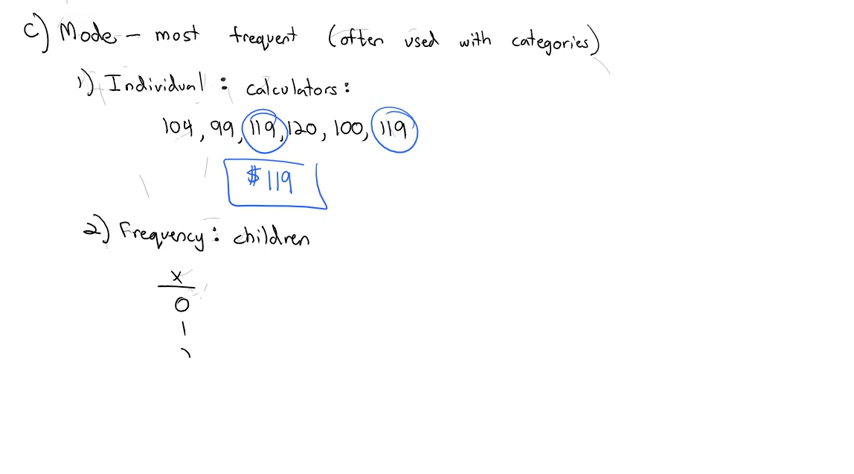 C) Mode - most frequent (often used with categories)
1) Individual: calculators:
104, 99, 119, 120, 100, 119
$119
2) Frequency: children
x
0
1